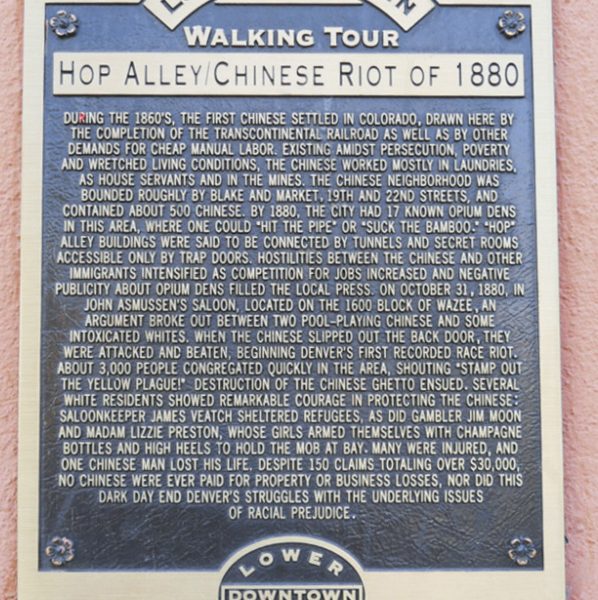 WALKING TOUR
HOP ALLEY/CHINESE RIOT OF 1880
DURING THE 1860'S, THE FIRST CHINESE SETTLED IN COLORADO, DRAWN HERE BY
THE COMPLETION OF THE TRANSCONTINENTAL RAILROAD AS WELL AS BY OTHER
DEMANDS FOR CHEAP MANUAL LABOR. EXISTING AMIDST PERSECUTION, POVERTY
AND WRETCHED LIVING CONDITIONS, THE CHINESE WORKED MOSTLY IN LAUNDRIES,
AS HOUSE SERVANTS AND IN THE MINES. THE CHINESE NEIGHBORHOOD WAS
BOUNDED ROUGHLY BY BLAKE AND MARKET, 19TH AND 22ND STREETS, AND
CONTAINED ABOUT 500 CHINESE. BY 1880, THE CITY HAD 17 KNOWN OPIUM DENS
IN THIS AREA, WHERE ONE COULD "HIT THE PIPE" OR "SUCK THE BAMBOO." "HOP"
ALLEY BUILDINGS WERE SAID TO BE CONNECTED BY TUNNELS AND SECRET ROOMS
ACCESSIBLE ONLY BY TRAP DOORS. HOSTILITIES BETWEEN THE CHINESE AND OTHER
IMMIGRANTS INTENSIFIED AS COMPETITION FOR JOBS INCREASED AND NEGATIVE
PUBLICITY ABOUT OPIUM DENS FILLED THE LOCAL PRESS. ON OCTOBER 31, 1880, IN
JOHN ASMUSSEN'S SALOON, LOCATED ON THE 1600 BLOCK OF WAZEE, AN
ARGUMENT BROKE OUT BETWEEN TWO POOL-PLAYING CHINESE AND SOME
INTOXICATED WHITES. WHEN THE CHINESE SLIPPED OUT THE BACK DOOR, THEY
WERE ATTACKED AND BEATEN, BEGINNING DENVER'S FIRST RECORDED RACE RIOT.
ABOUT 3,000 PEOPLE CONGREGATED QUICKLY IN THE AREA, SHOUTING "STAMP OUT
THE YELLOW PLAGUE!" DESTRUCTION OF THE CHINESE GHETTO ENSUED. SEVERAL
WHITE RESIDENTS SHOWED REMARKABLE COURAGE IN PROTECTING THE CHINESE:
SALOONKEEPER JAMES VEATCH SHELTERED REFUGEES, AS DID GAMBLER JIM MOON
AND MADAM LIZZIE PRESTON, WHOSE GIRLS ARMED THEMSELVES WITH CHAMPAGNE
BOTTLES AND HIGH HEELS TO HOLD THE MOB AT BAY. MANY WERE INJURED, AND
ONE CHINESE MAN LOST HIS LIFE. DESPITE 150 CLAIMS TOTALING OVER $30,000,
NO CHINESE WERE EVER PAID FOR PROPERTY OR BUSINESS LOSSES, NOR DID THIS
DARK DAY END DENVER'S STRUGGLES WITH THE UNDERLYING ISSUES
OF RACIAL PREJUDICE.
LOWER
DOWNTOWN